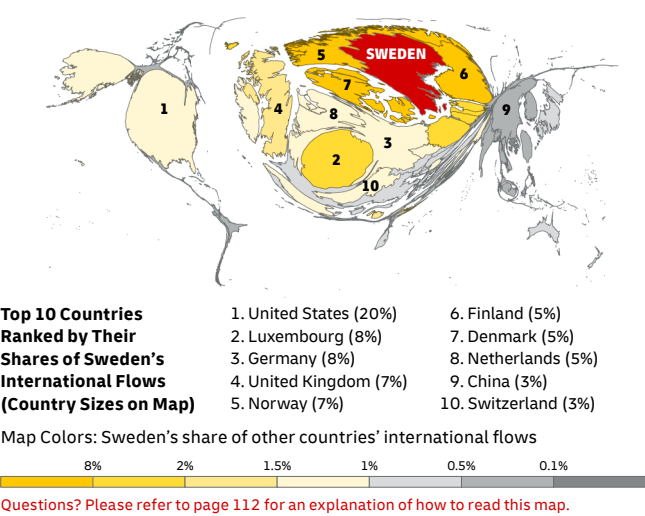 SWEDEN
5
6
7
1
4
8
9
3
2
10
Top 10 Countries
Ranked by Their
Shares of Sweden's
International Flows
(Country Sizes on Map)
1. United States (20%)
2. Luxembourg (8%)
3. Germany (8%)
4. United Kingdom (7%)
5. Norway (7%)
6. Finland (5%)
7. Denmark (5%)
8. Netherlands (5%)
9. China (3%)
10. Switzerland (3%)
Map Colors: Sweden's share of other countries' international flows
8% 2% 1.5% 1% 0.5% 0.1%
Questions? Please refer to page 112 for an explanation of how to read this map.